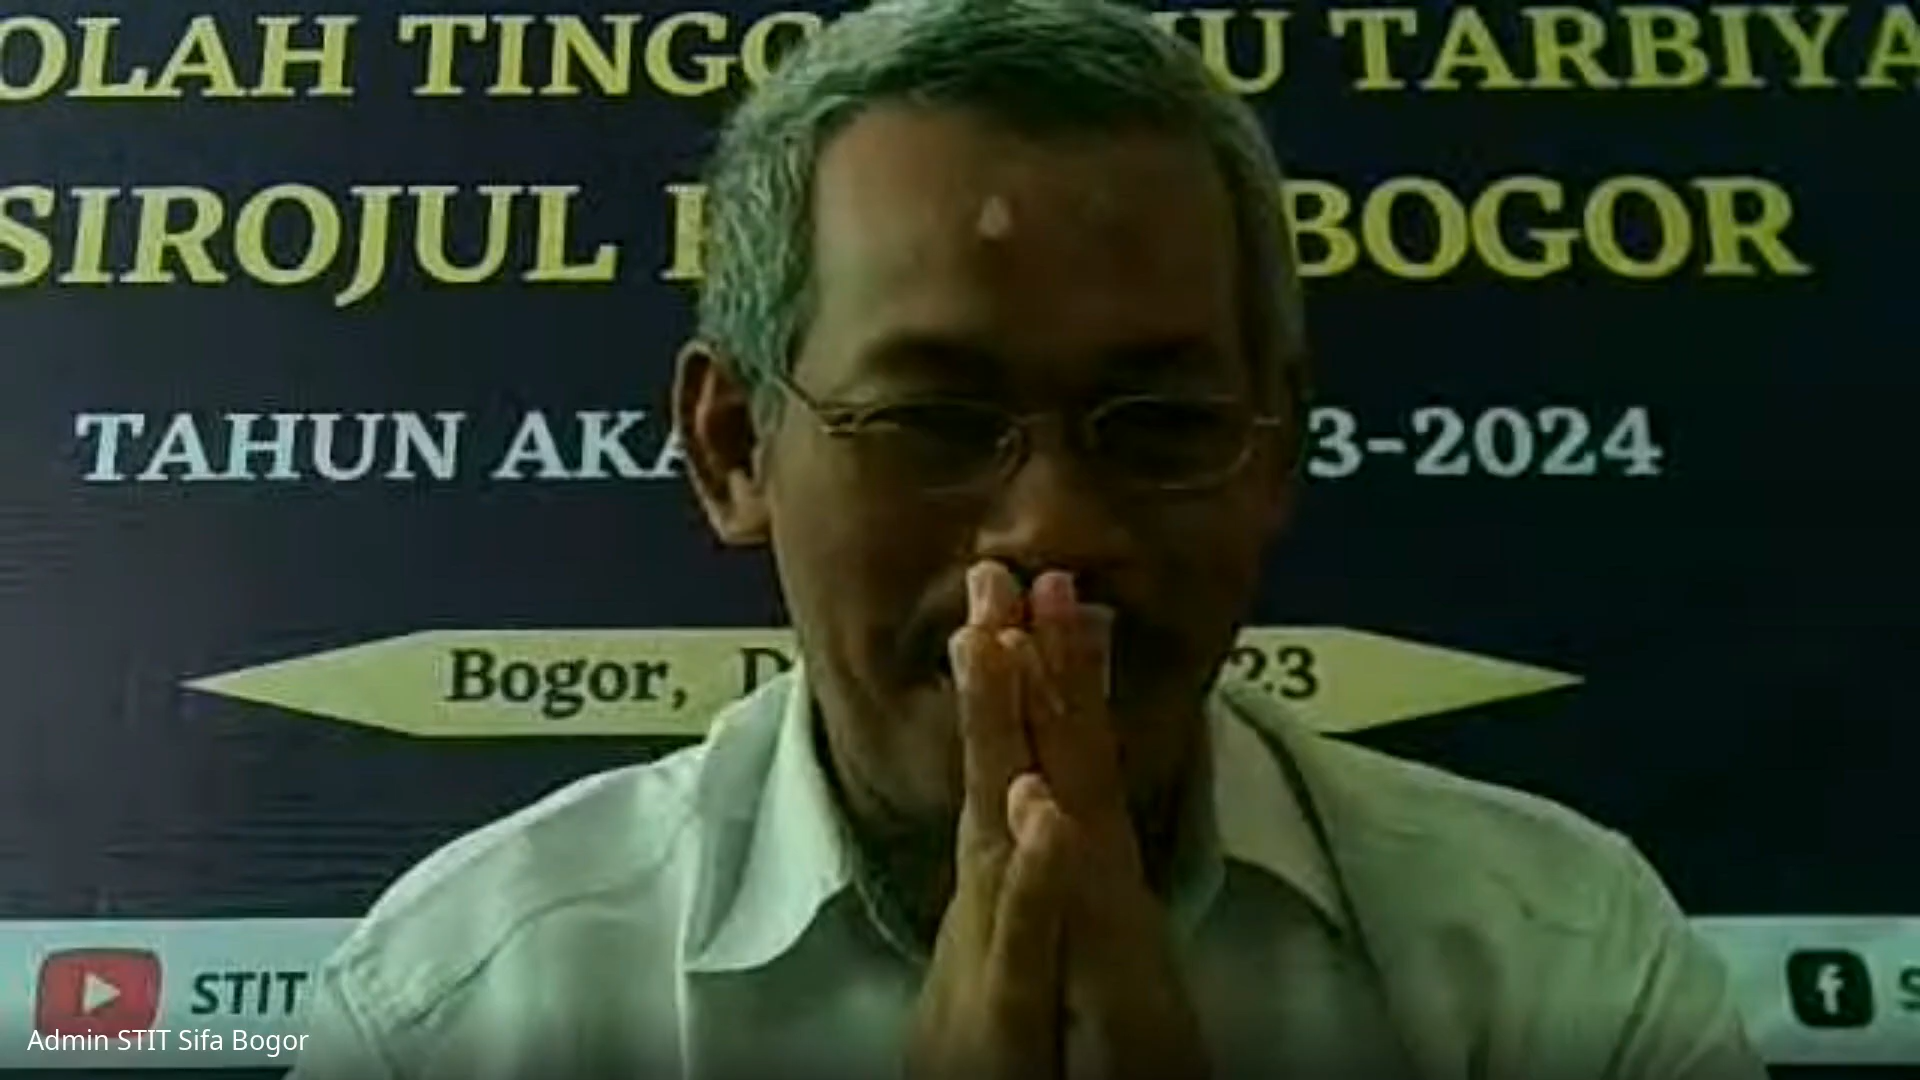 OLAH TINGG U TARBIYA
SIROJUL BOGOR
TAHUN AKA 3-2024
Bogor, D 23
STIT
Admin STIT Sifa Bogor